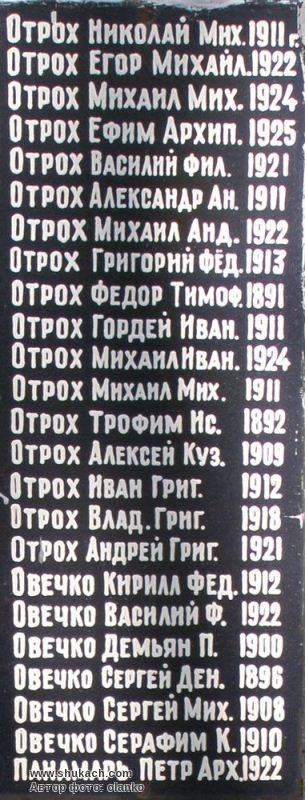 Отрох Николай Мих. 1911 г.
Отрох Егор Михайл. 1922
Отрох Михаил Мих. 1924
Отрох Ефим Архип. 1925
Отрох Василий Фил. 1921
Отрох Александр Ан. 1911
Отрох Михаил Анд. 1922
Отрох Григорий Фёд. 1913
Отрох Федор Тимоф. 1891
Отрох Гордей Иван. 1911
Отрох Михаил Иван. 1924
Отрох Михаил Мих. 1911
Отрох Трофим Ис. 1892
Отрох Алексей Куз. 1909
Отрох Иван Григ. 1912
Отрох Влад. Григ. 1918
Отрох Андрей Григ. 1921
Овечко Кирилл Фед. 1912
Овечко Василий Ф. 1922
Овечко Демьян П. 1900
Овечко Сергей Ден. 1896
Овечко Сергей Мих. 1908
Овечко Серафим К. 1910
Петр Арх. 1922
www.shukach.com
Автор фото: olanko